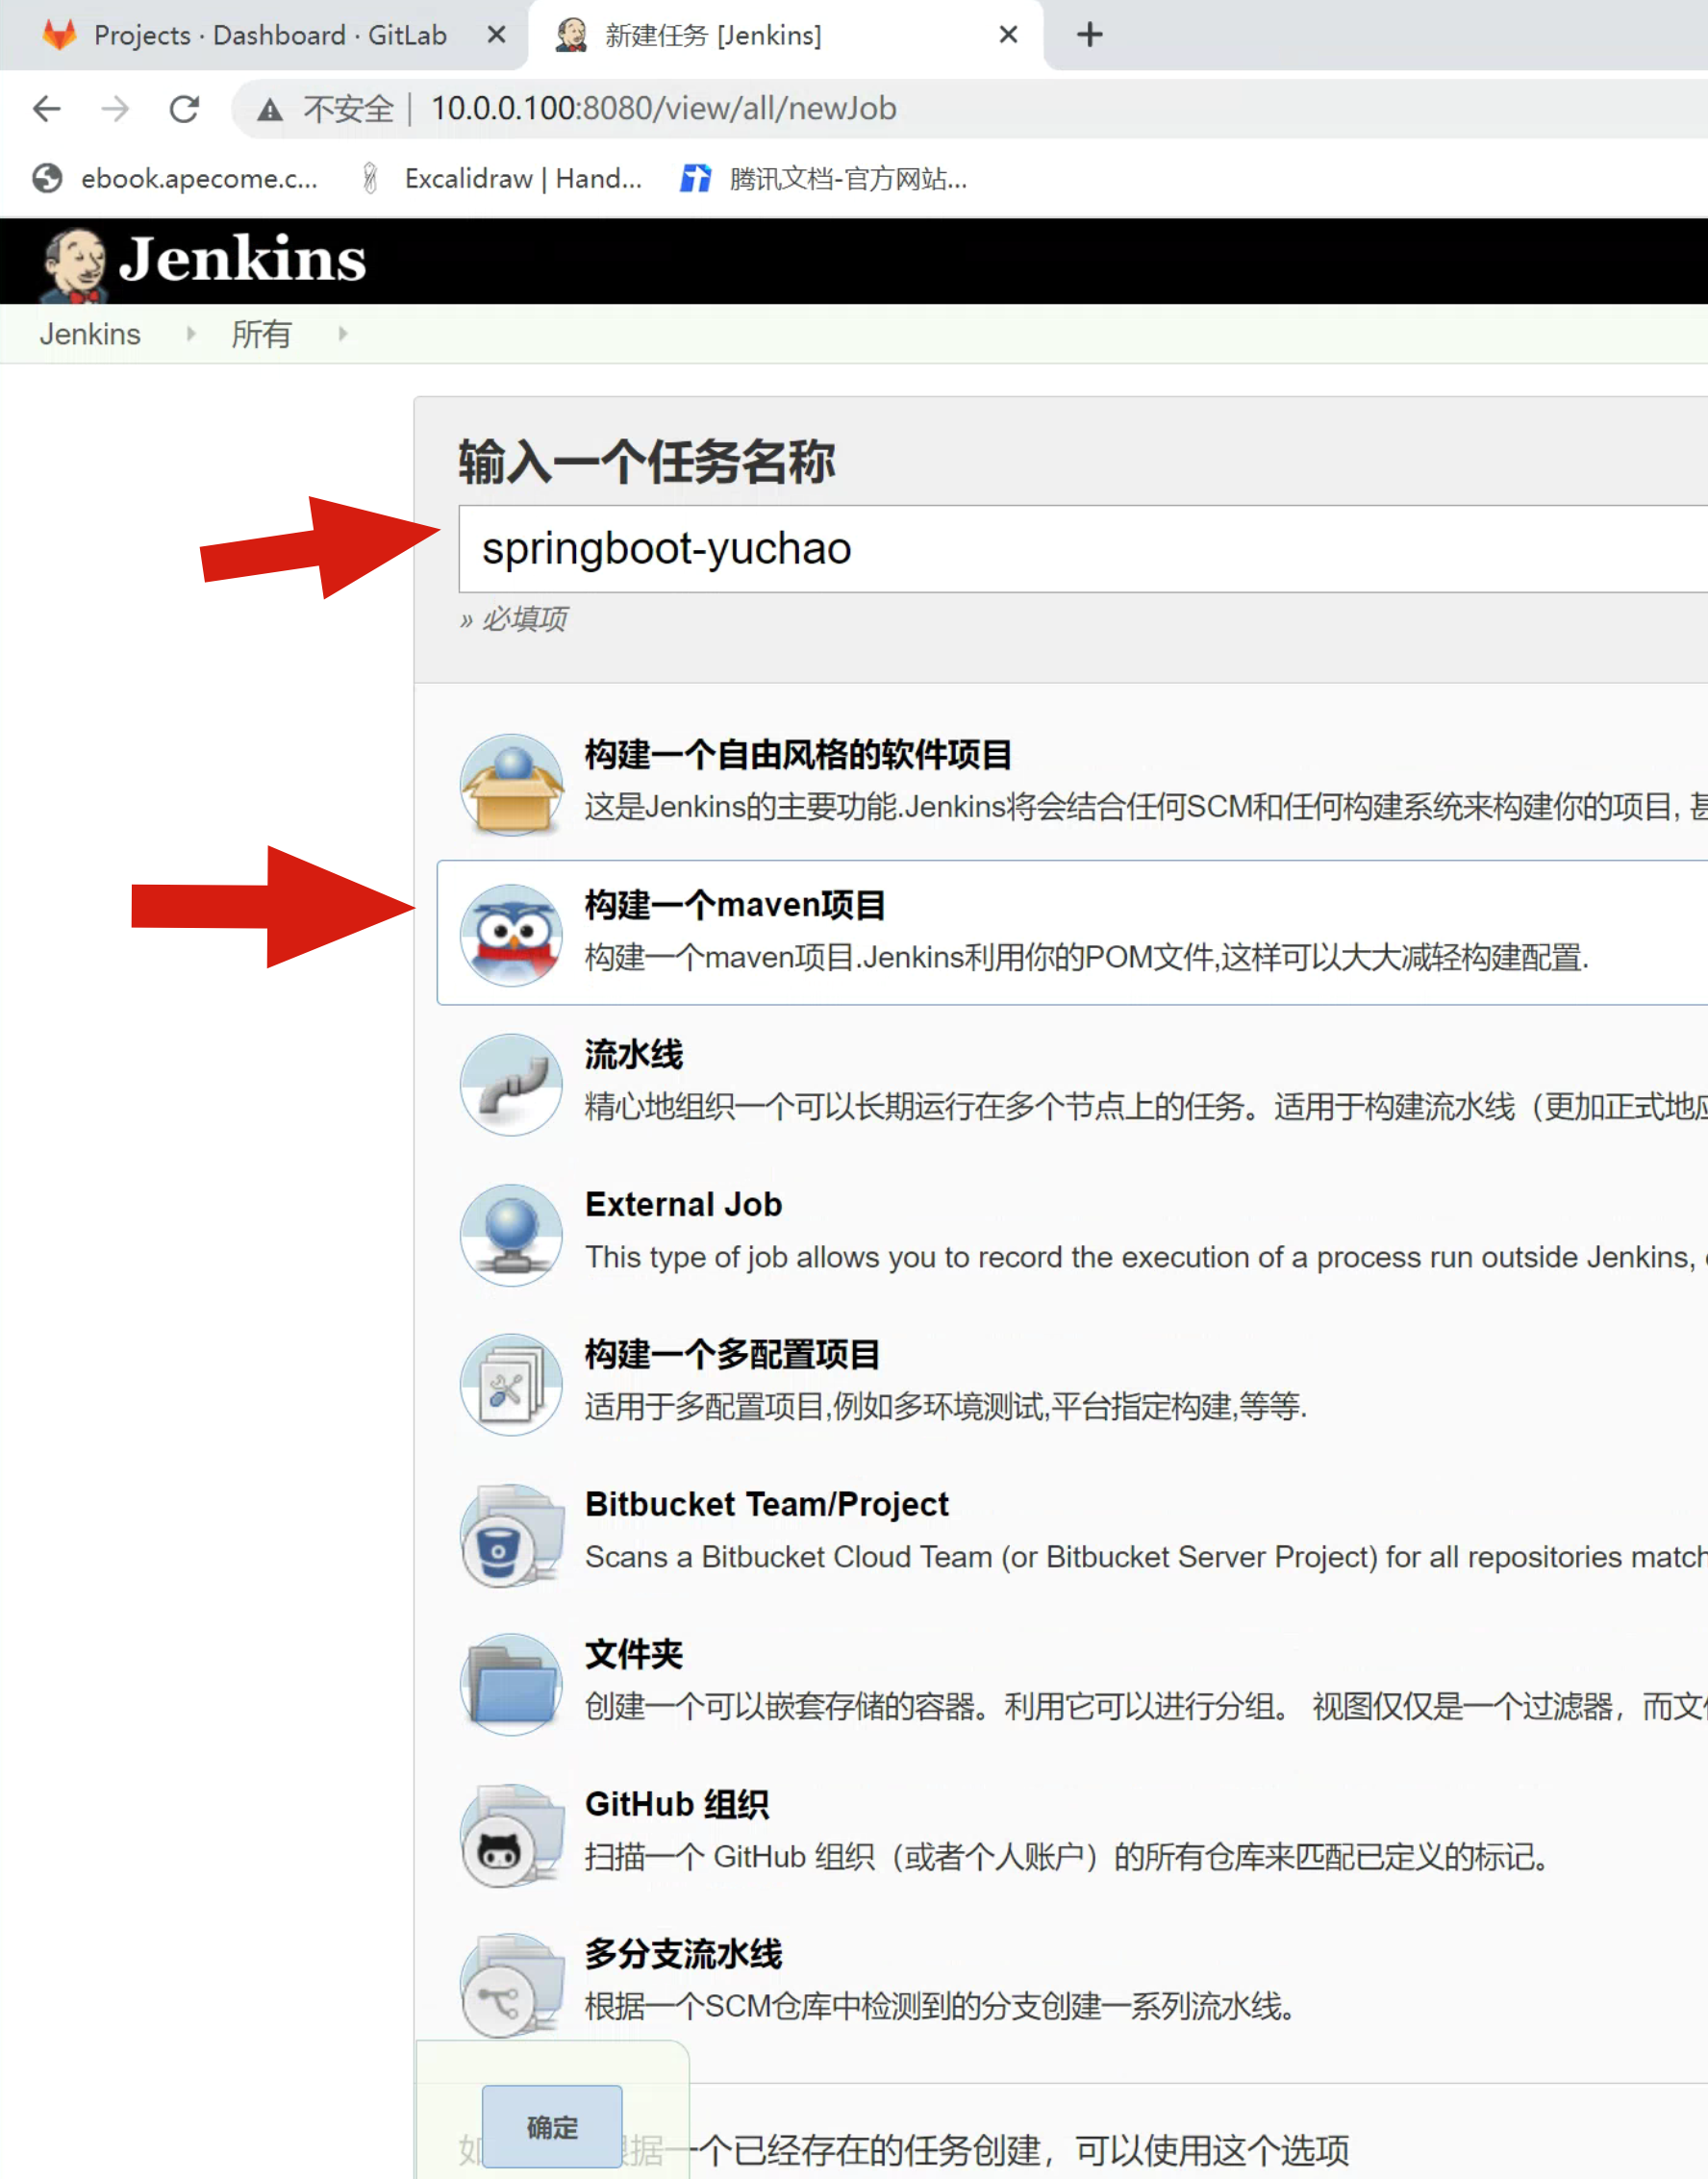 Projects · Dashboard · GitLab
新建任务 [Jenkins]
不安全 | 10.0.0.100:8080/view/all/newJob
ebook.apecome.c...
Excalidraw | Hand...
腾讯文档-官方网站...
Jenkins
Jenkins 所有
输入一个任务名称
springboot-yuchao
» 必填项
构建一个自由风格的软件项目
这是Jenkins的主要功能.Jenkins将会结合任何SCM和任何构建系统来构建你的项目,
构建一个maven项目
构建一个maven项目.Jenkins利用你的POM文件,这样可以大大减轻构建配置.
流水线
精心地组织一个可以长期运行在多个节点上的任务。适用于构建流水线（更加正式地
External Job
This type of job allows you to record the execution of a process run outside Jenkins,
构建一个多配置项目
适用于多配置项目,例如多环境测试,平台指定构建,等等.
Bitbucket Team/Project
Scans a Bitbucket Cloud Team (or Bitbucket Server Project) for all repositories match
文件夹
创建一个可以嵌套存储的容器。利用它可以进行分组。 视图仅仅是一个过滤器，而文
GitHub 组织
扫描一个 GitHub 组织（或者个人账户）的所有仓库来匹配已定义的标记。
多分支流水线
根据一个SCM仓库中检测到的分支创建一系列流水线。
确定
如 据一个已经存在的任务创建，可以使用这个选项